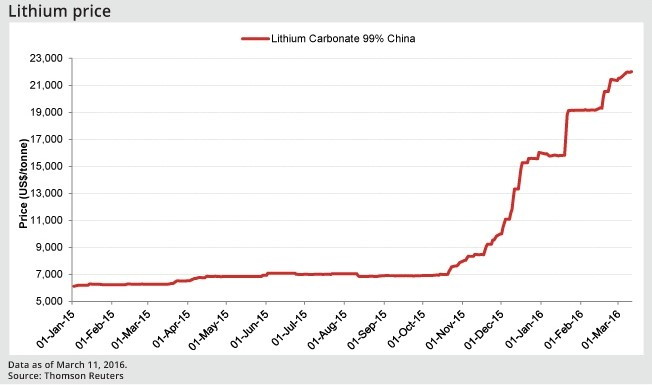 Lithium price
Lithium Carbonate 99% China
23,000
21,000
19,000
17,000
15,000
13,000
11,000
9,000
7,000
5,000
Price (US$/tonne)
01-Jan-15
01-Feb-15
01-Mar-15
01-Apr-15
01-May-15
01-Jun-15
01-Jul-15
01-Aug-15
01-Sep-15
01-Oct-15
01-Nov-15
01-Dec-15
01-Jan-16
01-Feb-16
01-Mar-16
Data as of March 11, 2016.
Source: Thomson Reuters